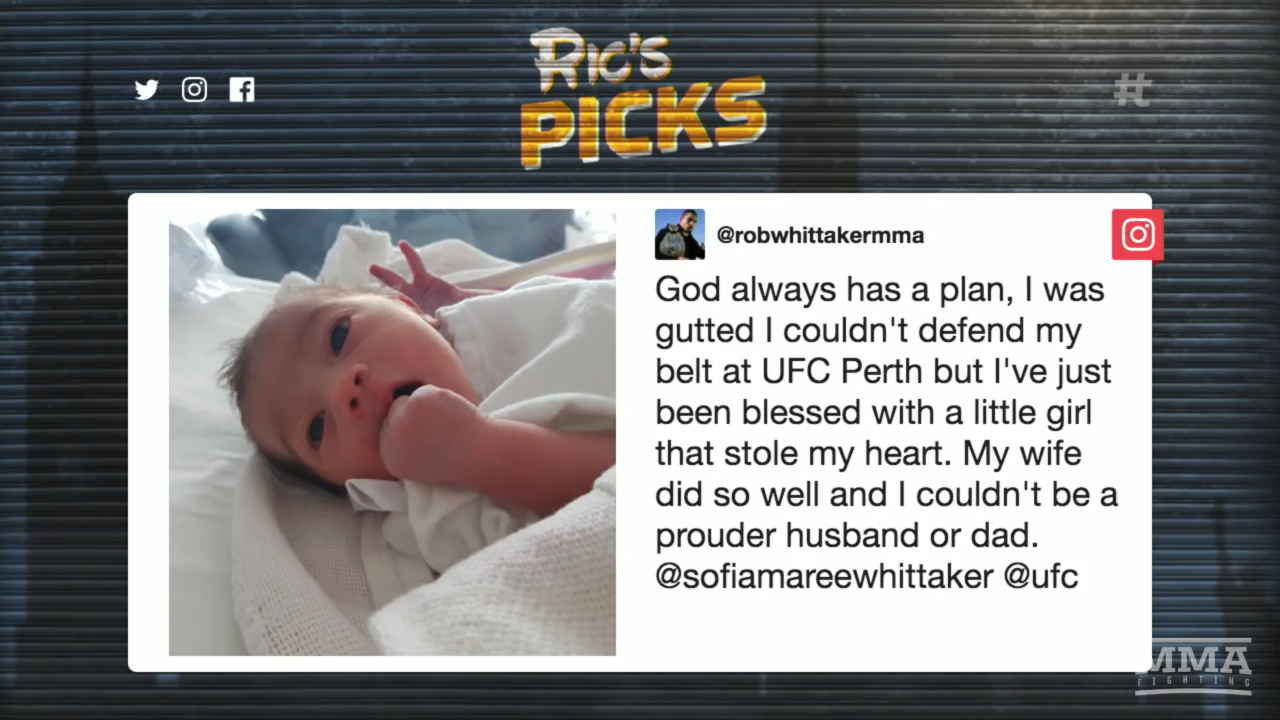 Ric's
PICKS
#
@robwhittakermma
God always has a plan, I was
gutted I couldn't defend my
belt at UFC Perth but I've just
been blessed with a little girl
that stole my heart. My wife
did so well and I couldn't be a
prouder husband or dad.
@sofiamareewhittaker @ufc
MMA
FIGHTING